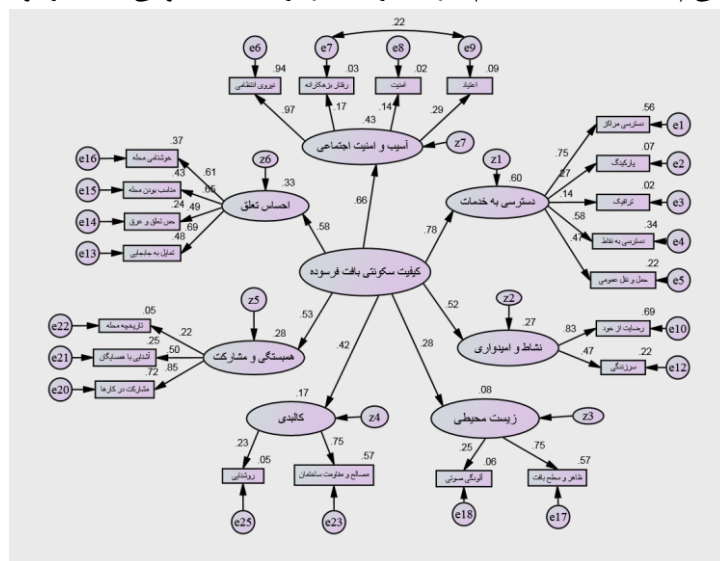 .22
e6
e7
e8
e9
.94
.03
.02
.09
نیروی انتظامی
رفتار بزهکارانه
امنیت
اعتیاد
.97
.17
.14
.29
.43
آسیب و امنیت اجتماعی
z7
.66
e16
.37
خوشنامی محله
.61
e15
.43
مناسب بودن محله
.65
e14
.24
حس تعلق و عرق
.49
e13
.48
تمایل به جابجایی
.69
z6
.33
احساس تعلق
.58
z1
.60
دسترسی به خدمات
.78
.56
دسترسی مراکز
e1
.75
.07
پارکینگ
e2
.27
.02
ترافیک
e3
.14
.34
دسترسی به نقاط
e4
.58
.22
حمل و نقل عمومی
e5
.47
کیفیت سکونتی بافت فرسوده
z5
.53
.28
همبستگی و مشارکت
e22
.05
تاریخچه محله
.22
e21
.25
آشنایی با همسایگان
.50
e20
.72
مشارکت در کارها
.85
z2
.52
.27
نشاط و امیدواری
.69
رضایت از خود
e10
.83
.22
سرزندگی
e12
.47
.42
.17
کالبدی
z4
.23
.75
.05
روشنایی
.57
مصالح و مقاومت ساختمان
e25
e23
.28
.08
زیست محیطی
z3
.25
.75
.06
آلودگی صوتی
.57
ظاهر و سطح بافت
e18
e17